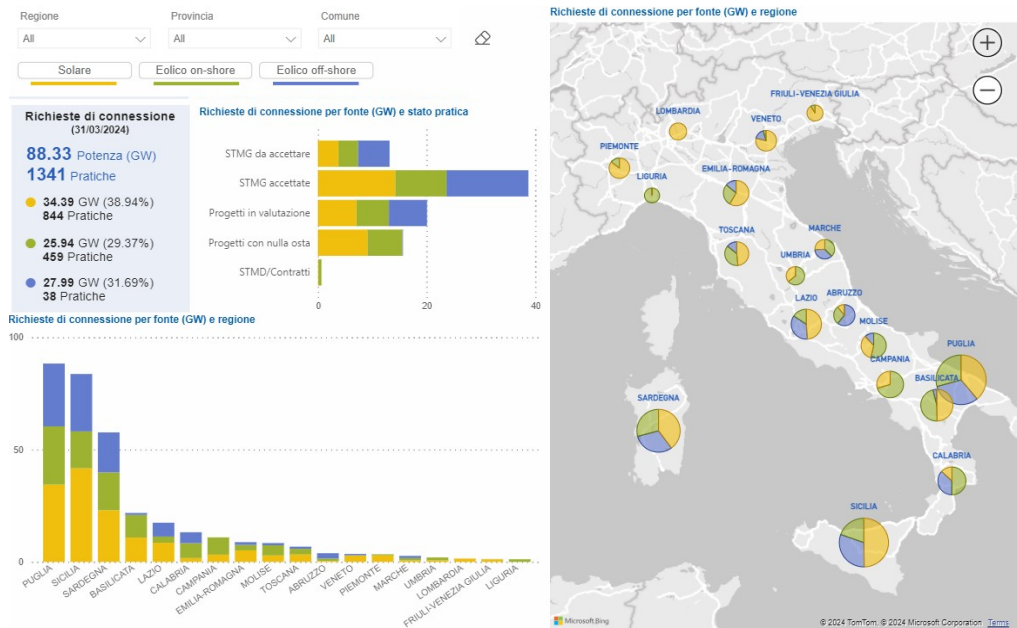 Regione
Provincia
Comune
All
All
All
Solare
Eolico on-shore
Eolico off-shore
Richieste di connessione
(31/03/2024)
88.33 Potenza (GW)
1341 Pratiche
34.39 GW (38.94%)
844 Pratiche
25.94 GW (29.37%)
459 Pratiche
27.99 GW (31.69%)
38 Pratiche
Richieste di connessione per fonte (GW) e stato pratica
STMG da accettare
STMG accettate
Progetti in valutazione
Progetti con nulla osta
STMD/Contratti
0
20
40
Richieste di connessione per fonte (GW) e regione
100
50
0
PUGLIA
SICILIA
SARDEGNA
BASILICATA
LAZIO
CALABRIA
CAMPANIA
EMILIA-ROMAGNA
MOLISE
TOSCANA
ABRUZZO
VENETO
PIEMONTE
MARCHE
UMBRIA
LOMBARDIA
FRIULI-VENEZIA GIULIA
LIGURIA
Richieste di connessione per fonte (GW) e regione
FRIULI-VENEZIA GIULIA
LOMBARDIA
VENETO
PIEMONTE
EMILIA-ROMAGNA
LIGURIA
TOSCANA
MARCHE
UMBRIA
LAZIO
ABRUZZO
MOLISE
PUGLIA
CAMPANIA
BASILICATA
SARDEGNA
CALABRIA
SICILIA
Microsoft Bing
© 2024 TomTom, © 2024 Microsoft Corporation Terms